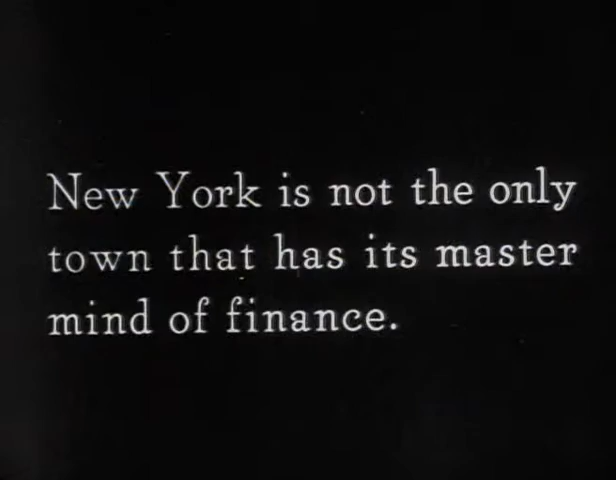 New York is not the only
town that has its master
mind of finance.